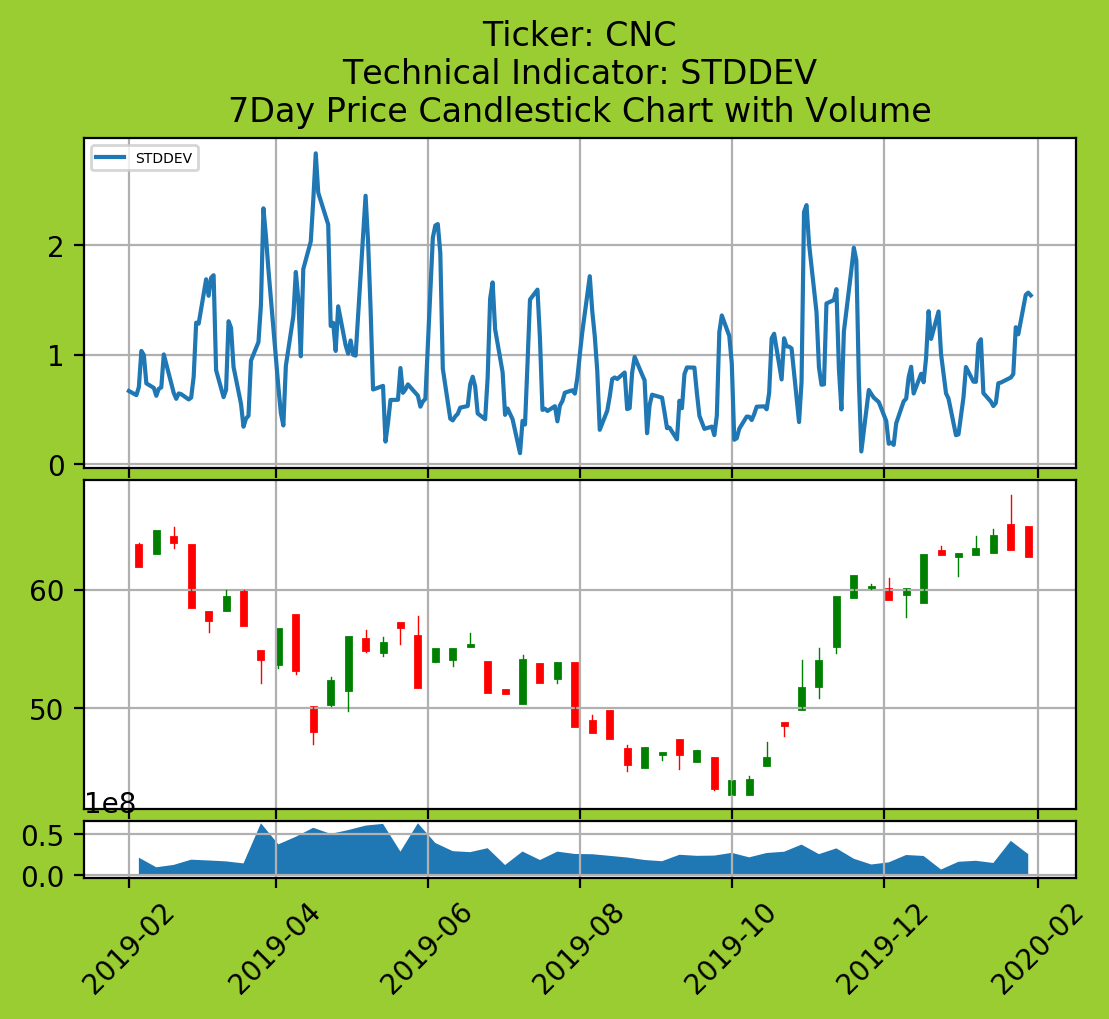 Ticker: CNC
Technical Indicator: STDDEV
7Day Price Candlestick Chart with Volume
STDDEV
2
1
0
60
50
1e8
0.5
0.0
2019-02
2019-04
2019-06
2019-08
2019-10
2019-12
2020-02